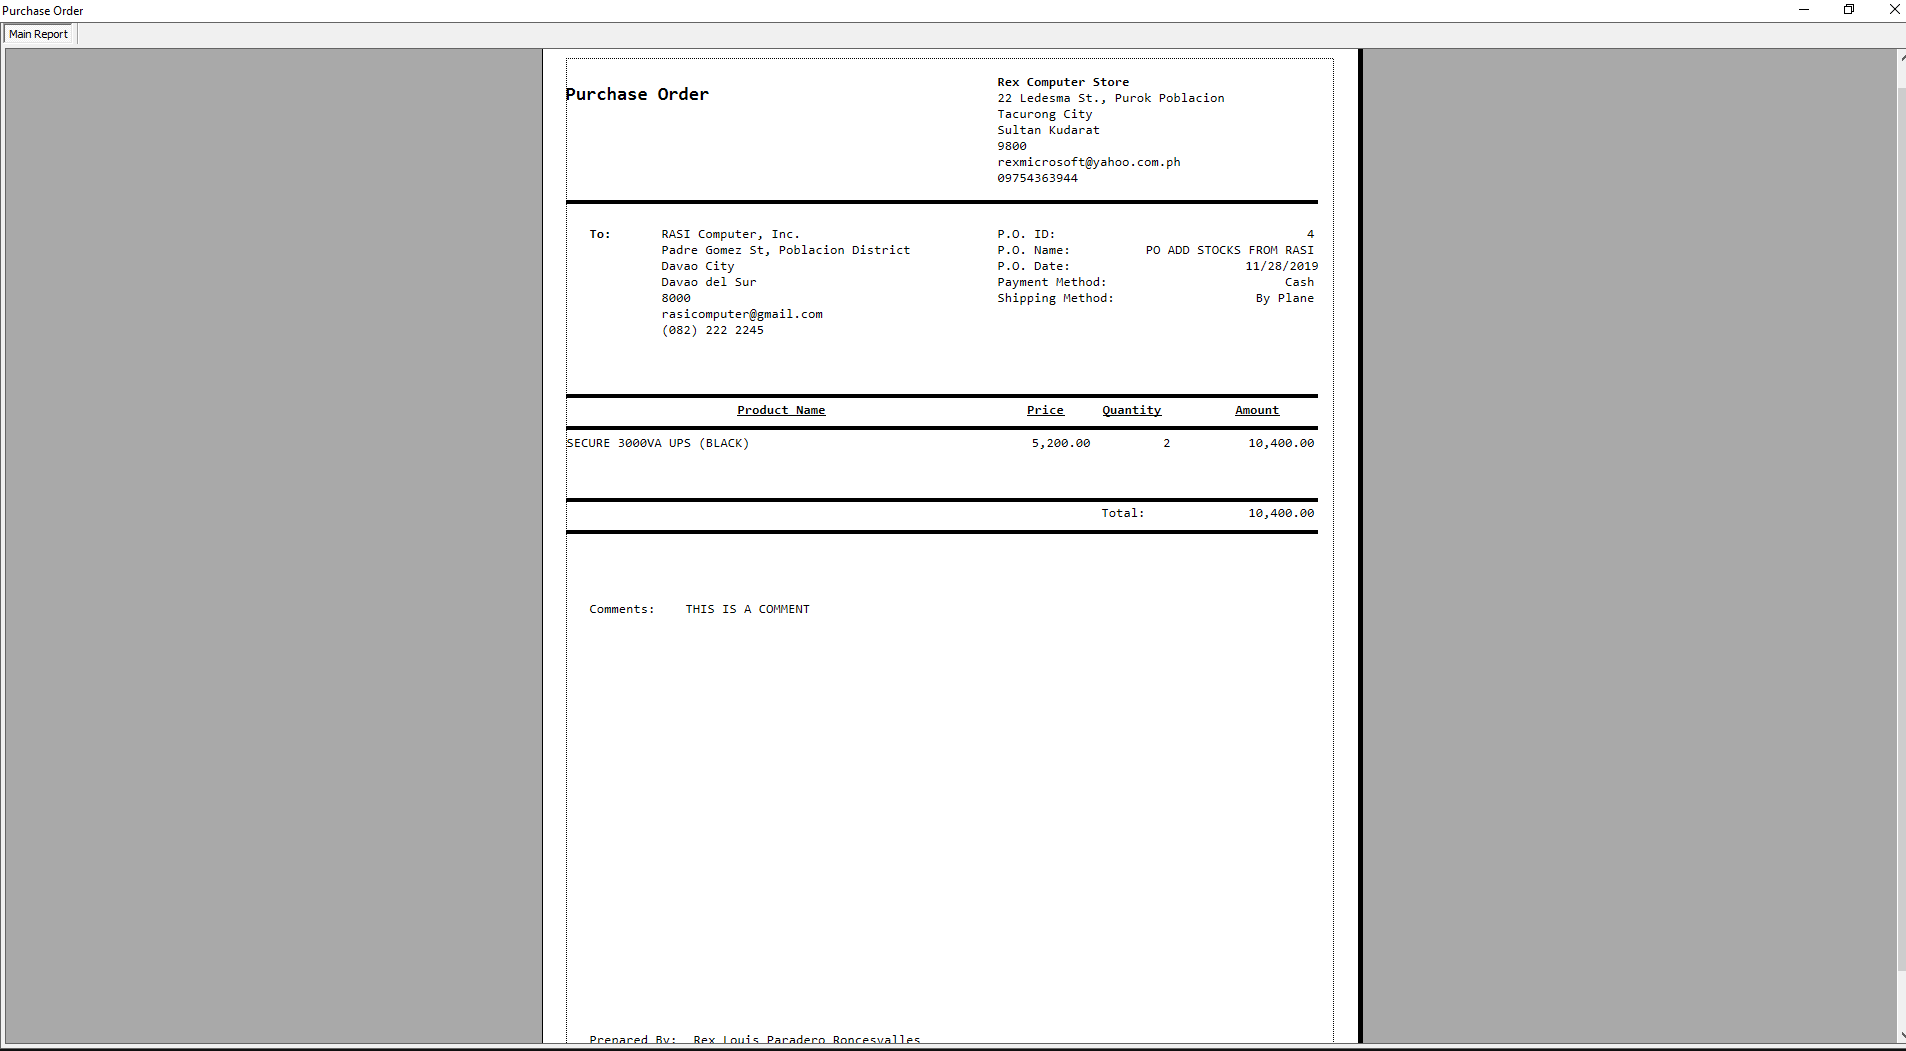 Purchase Order
Main Report
Purchase Order
Rex Computer Store
22 Ledesma St., Purok Poblacion
Tacurong City
Sultan Kudarat
9800
rexmicrosoft@yahoo.com.ph
09754363944
To: RASI Computer, Inc.
Padre Gomez St, Poblacion District
Davao City
Davao del Sur
8000
rasicomputer@gmail.com
(082) 222 2245
P.O. ID: 4
P.O. Name: PO ADD STOCKS FROM RASI
P.O. Date: 11/28/2019
Payment Method: Cash
Shipping Method: By Plane
Product Name Price Quantity Amount
SECURE 3000VA UPS (BLACK) 5,200.00 2 10,400.00
Total: 10,400.00
Comments: THIS IS A COMMENT
Prepared By: Rex Louis Paradero Roncesvalles